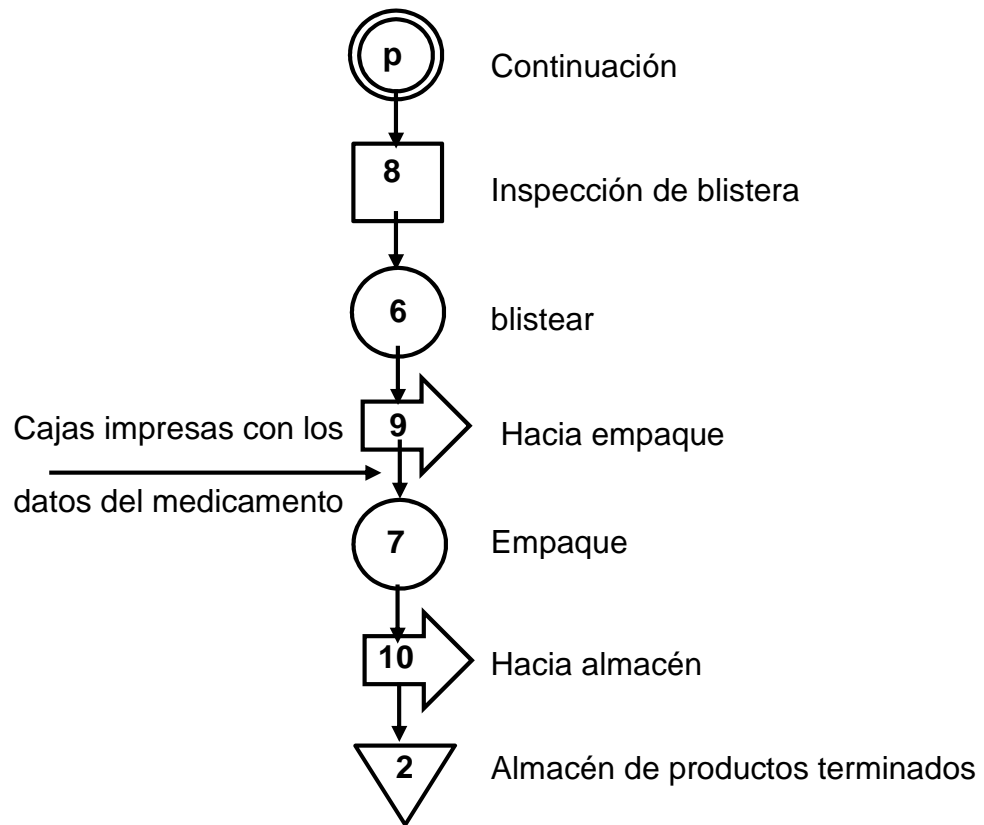 p
Continuación
8
Inspección de blistera
6
blistear
Cajas impresas con los
9
Hacia empaque
datos del medicamento
7
Empaque
10
Hacia almacén
2
Almacén de productos terminados